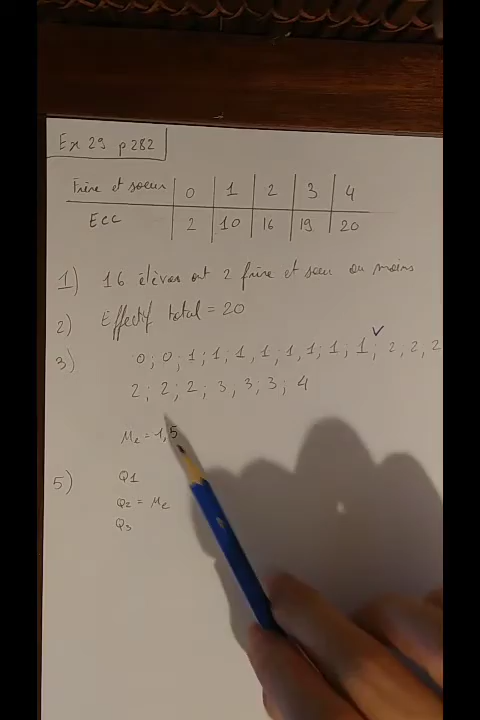 Ex 29 p 282
Frère et soeur 0 1 2 3 4
ECC 2 10 16 19 20
1) 16 élèves ont 2 frère et soeur ou moins
2) Effectif total = 20
3) 0 ; 0 ; 1 ; 1 ; 1 , 1 ; 1 , 1 ; 1 ; 1 ; 2 , 2 , 2
2 ; 2 ; 2 ; 3 , 3 ; 3 ; 4
Me = 1,5
5) Q1
Q2 = Me
Q3